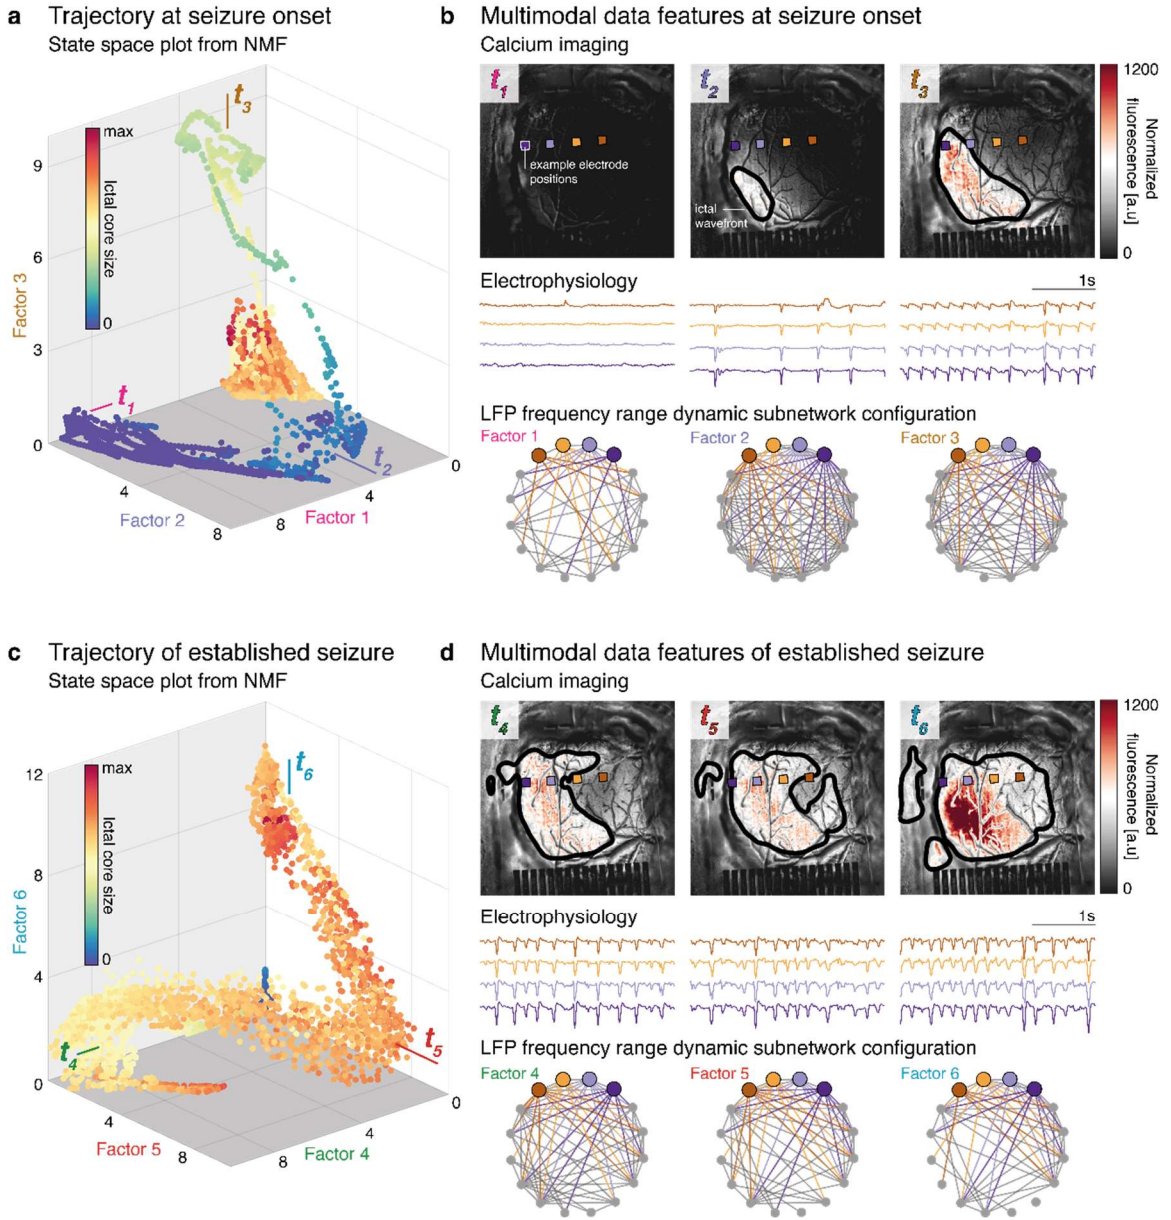 a Trajectory at seizure onset
State space plot from NMF
t3
max
Ictal core size
0
9
6
3
0
Factor 3
t1
t2
4
8
Factor 2
8
4
0
Factor 1
b Multimodal data features at seizure onset
Calcium imaging
t1
t2
t3
example electrode
positions
ictal
wavefront
1200
Normalized
fluorescence [a.u]
0
Electrophysiology
1s
LFP frequency range dynamic subnetwork configuration
Factor 1
Factor 2
Factor 3
c Trajectory of established seizure
State space plot from NMF
12
8
4
0
Factor 6
max
Ictal core size
0
t6
t4
t5
4
8
Factor 5
8
4
0
Factor 4
d Multimodal data features of established seizure
Calcium imaging
t4
t5
t6
1200
Normalized
fluorescence [a.u]
0
Electrophysiology
1s
LFP frequency range dynamic subnetwork configuration
Factor 4
Factor 5
Factor 6